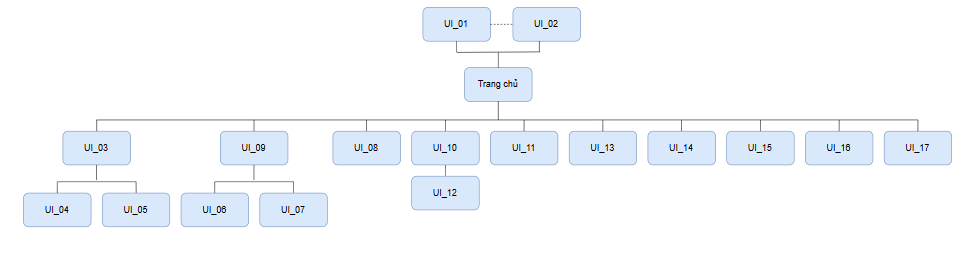 UI_01
UI_02
Trang chủ
UI_03
UI_09
UI_08
UI_10
UI_11
UI_13
UI_14
UI_15
UI_16
UI_17
UI_12
UI_04
UI_05
UI_06
UI_07